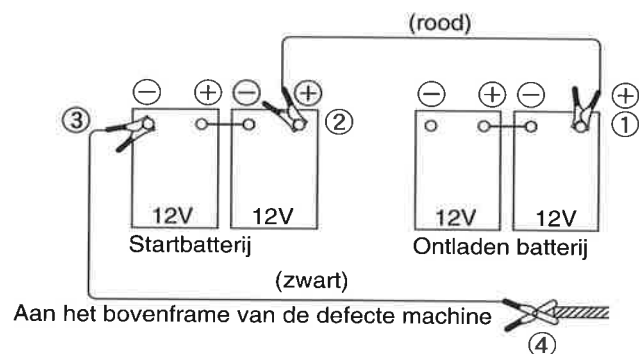 (rood)
⊖ ⊕ ⊖ ⊕ ⊖ ⊕ ⊖ ⊕
③ ② ①
12V 12V 12V 12V
Startbatterij Ontladen batterij
(zwart)
Aan het bovenframe van de defecte machine
④